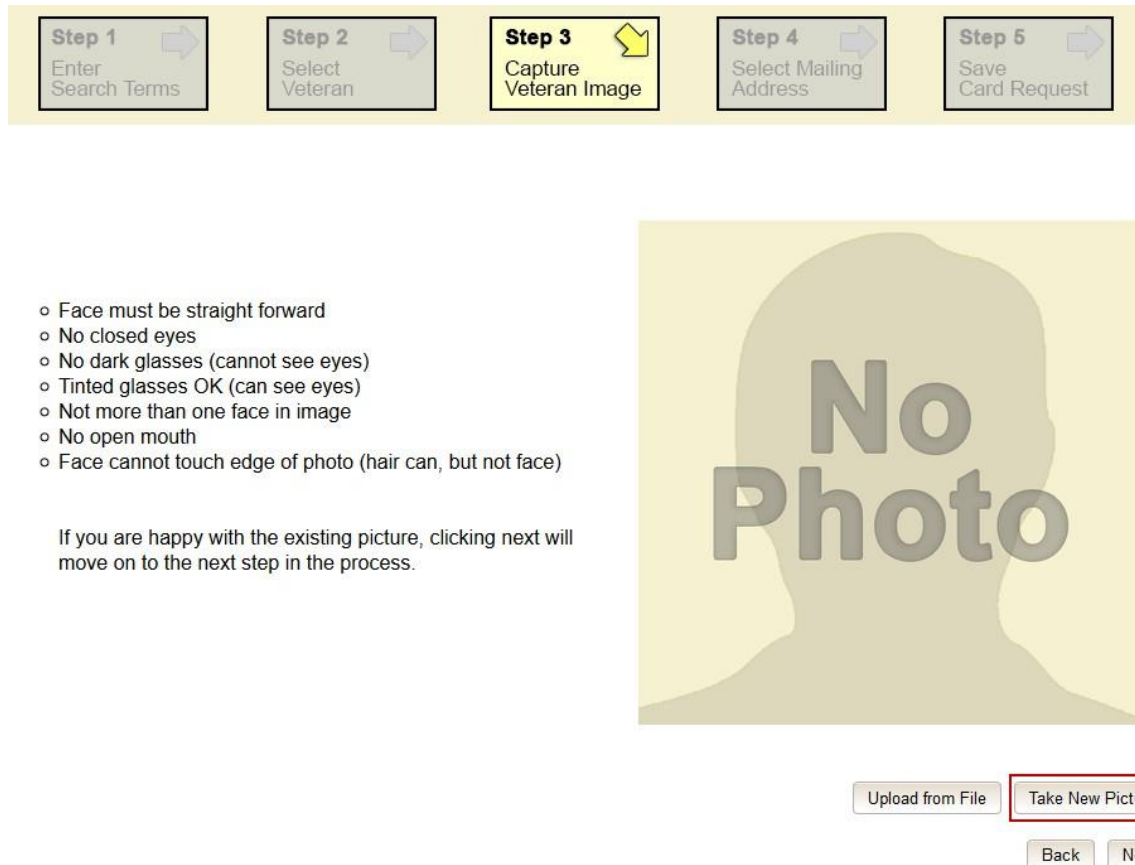 Step 1
Enter
Search Terms
Step 2
Select
Veteran
Step 3
Capture
Veteran Image
Step 4
Select Mailing
Address
Step 5
Save
Card Request
Face must be straight forward
No closed eyes
No dark glasses (cannot see eyes)
Tinted glasses OK (can see eyes)
Not more than one face in image
No open mouth
Face cannot touch edge of photo (hair can, but not face)
If you are happy with the existing picture, clicking next will
move on to the next step in the process.
No
Photo
Upload from File
Take New Pict
Back
N